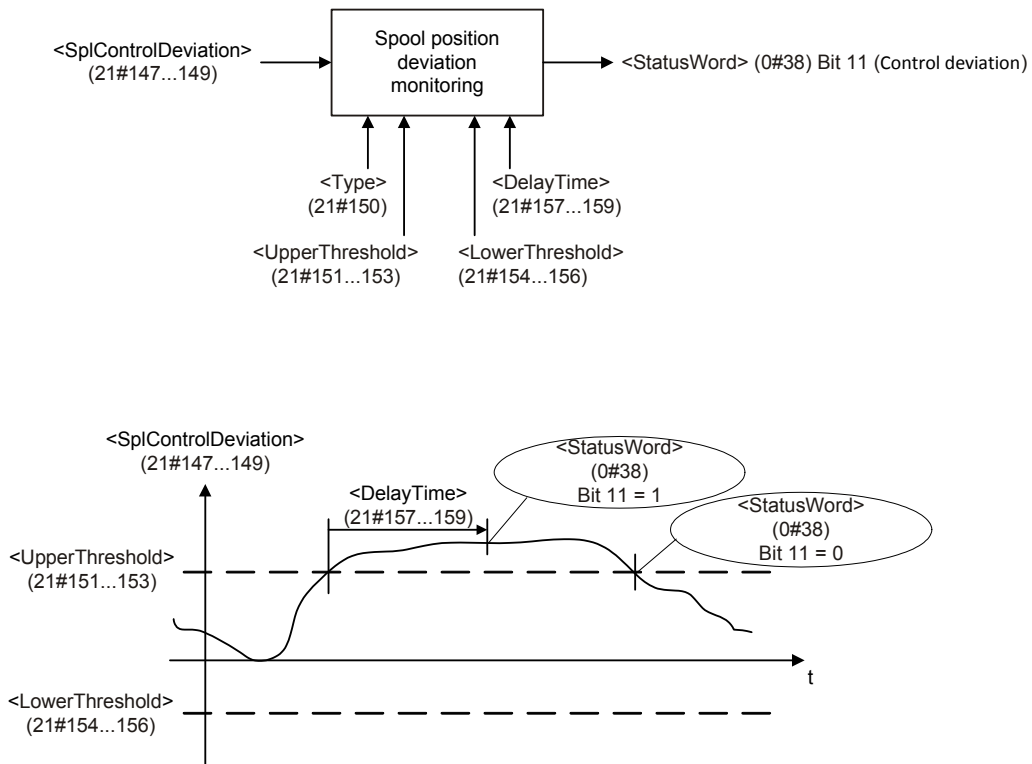 <SplControlDeviation>
(21#147...149)
Spool position
deviation
monitoring
<StatusWord> (0#38) Bit 11 (Control deviation)
<Type>
(21#150)
<DelayTime>
(21#157...159)
<UpperThreshold>
(21#151...153)
<LowerThreshold>
(21#154...156)
<SplControlDeviation>
(21#147...149)
<StatusWord>
(0#38)
Bit 11 = 1
<DelayTime>
(21#157...159)
<StatusWord>
(0#38)
Bit 11 = 0
<UpperThreshold>
(21#151...153)
t
<LowerThreshold>
(21#154...156)